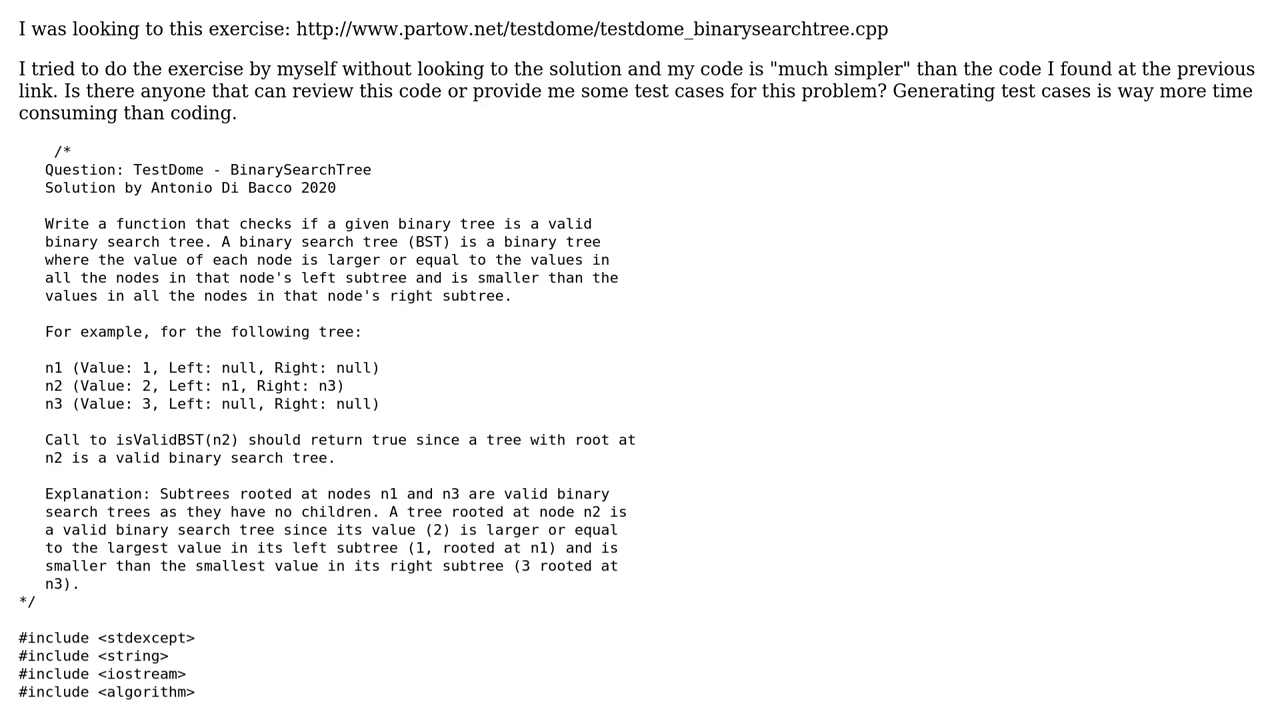 I was looking to this exercise: http://www.partow.net/testdome/testdome_binarysearchtree.cpp
I tried to do the exercise by myself without looking to the solution and my code is "much simpler" than the code I found at the previous
link. Is there anyone that can review this code or provide me some test cases for this problem? Generating test cases is way more time
consuming than coding.
/*
Question: TestDome - BinarySearchTree
Solution by Antonio Di Bacco 2020
Write a function that checks if a given binary tree is a valid
binary search tree. A binary search tree (BST) is a binary tree
where the value of each node is larger or equal to the values in
all the nodes in that node's left subtree and is smaller than the
values in all the nodes in that node's right subtree.
For example, for the following tree:
n1 (Value: 1, Left: null, Right: null)
n2 (Value: 2, Left: n1, Right: n3)
n3 (Value: 3, Left: null, Right: null)
Call to isValidBST(n2) should return true since a tree with root at
n2 is a valid binary search tree.
Explanation: Subtrees rooted at nodes n1 and n3 are valid binary
search trees as they have no children. A tree rooted at node n2 is
a valid binary search tree since its value (2) is larger or equal
to the largest value in its left subtree (1, rooted at n1) and is
smaller than the smallest value in its right subtree (3 rooted at
n3).
*/
#include <stdexcept>
#include <string>
#include <iostream>
#include <algorithm>